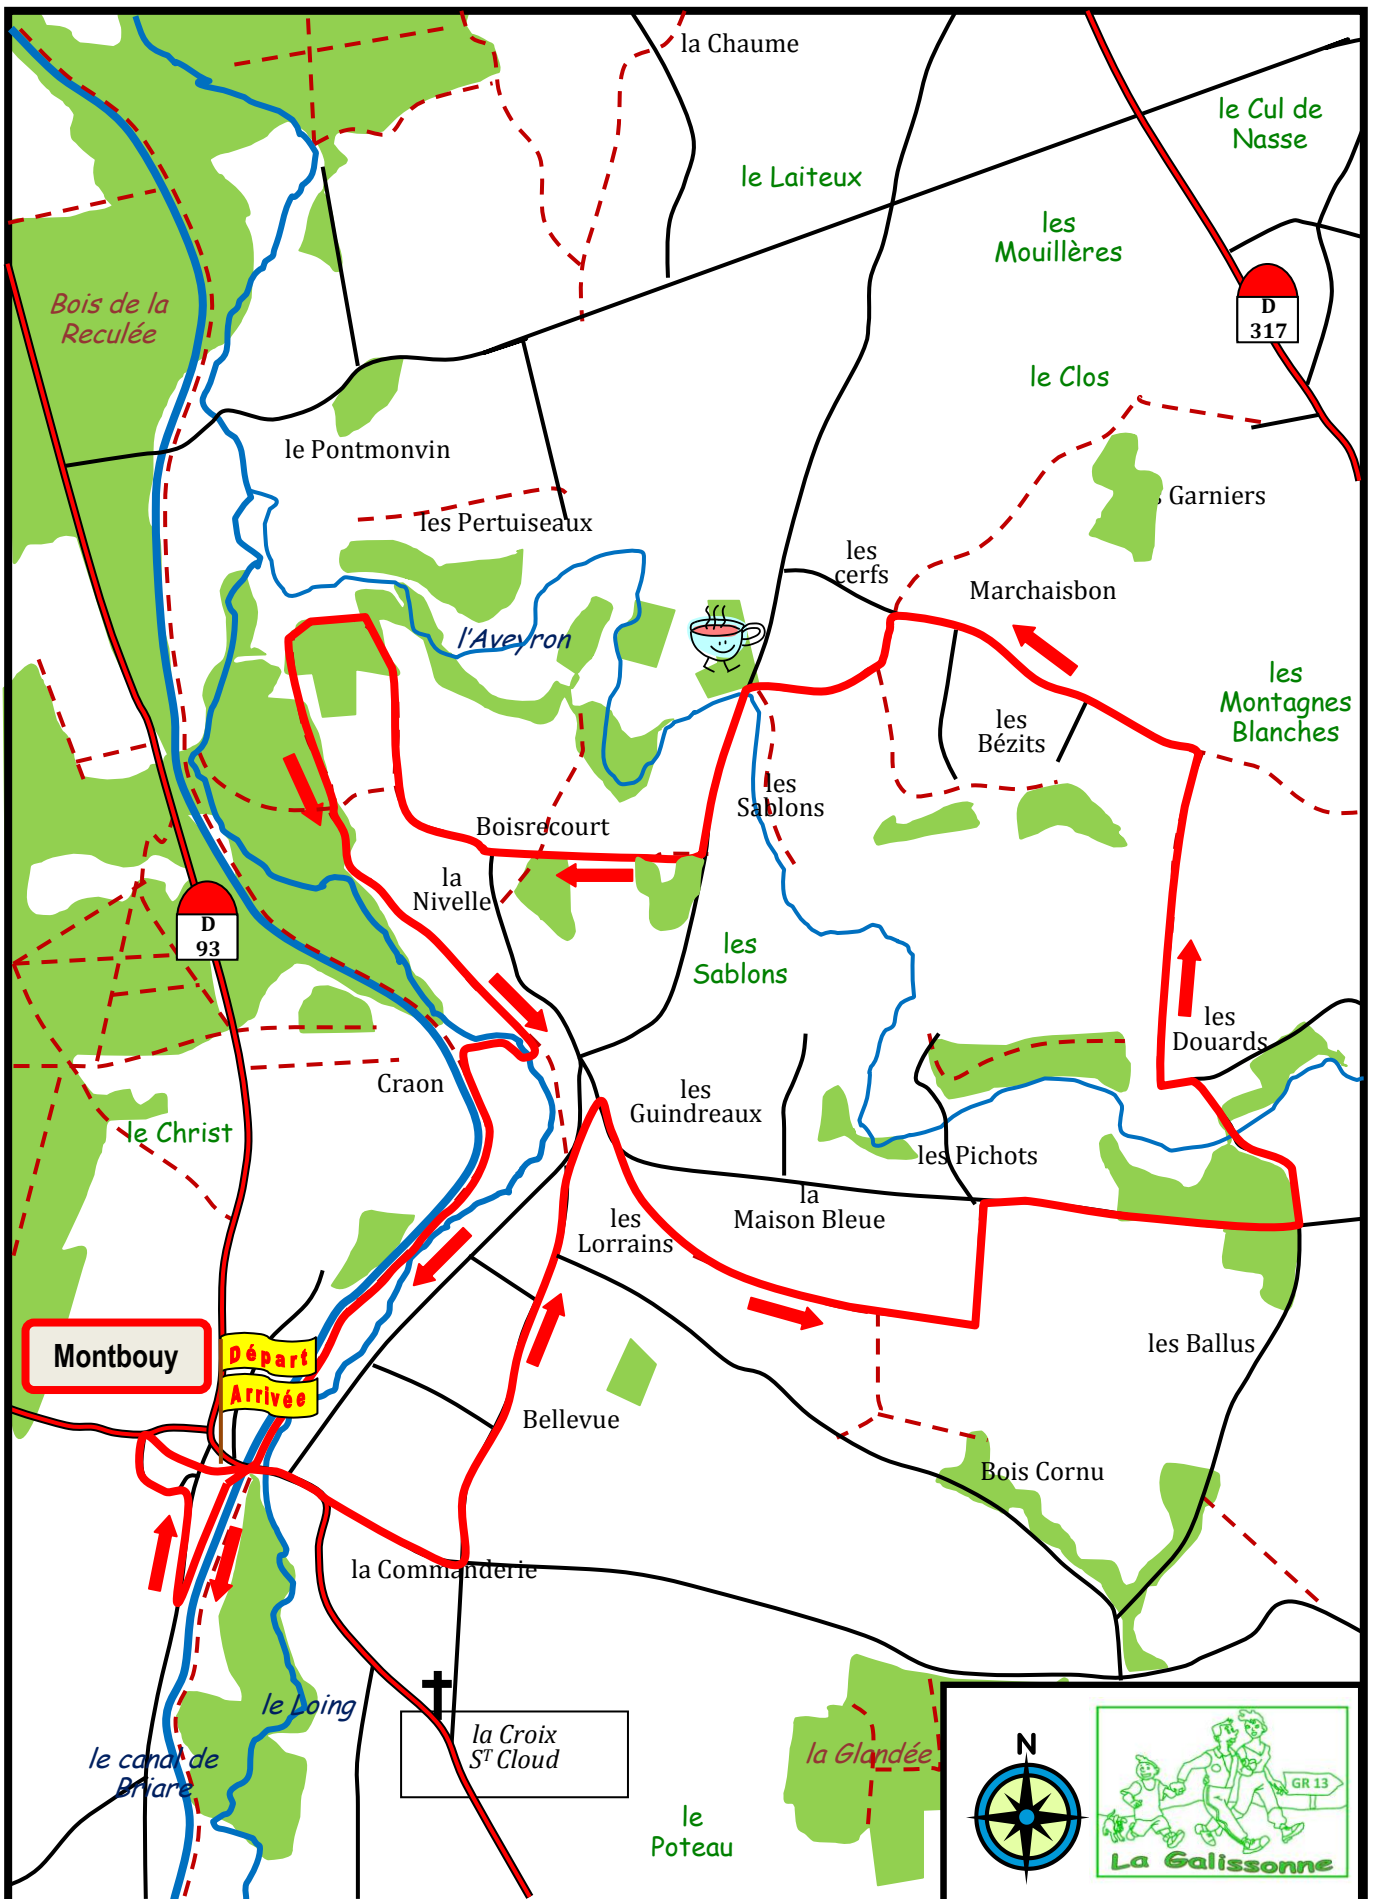 la Chaume
le Cul de
Nasse
le Laiteux
les
Mouillères
Bois de la
Reculée
D
317
le Clos
le Pontmonvin
Garniers
les Pertuiseaux
les
cerfs
Marchaisbon
l'Aveyron
les
Montagnes
Blanches
les
Bézits
les
Sablons
Boisrecourt
la
Nivelle
D
93
les
Sablons
les
Douards
Craon
les
Guindreaux
le Christ
les Pichots
la
Maison Bleue
les
Lorrains
Montbouy
Départ
Arrivée
les Ballus
Bellevue
Bois Cornu
la Commanderie
le Loing
la Croix
Sᵀ Cloud
le canal de
Briare
la Glandée
le
Poteau
N
GR 13
La Galissonne